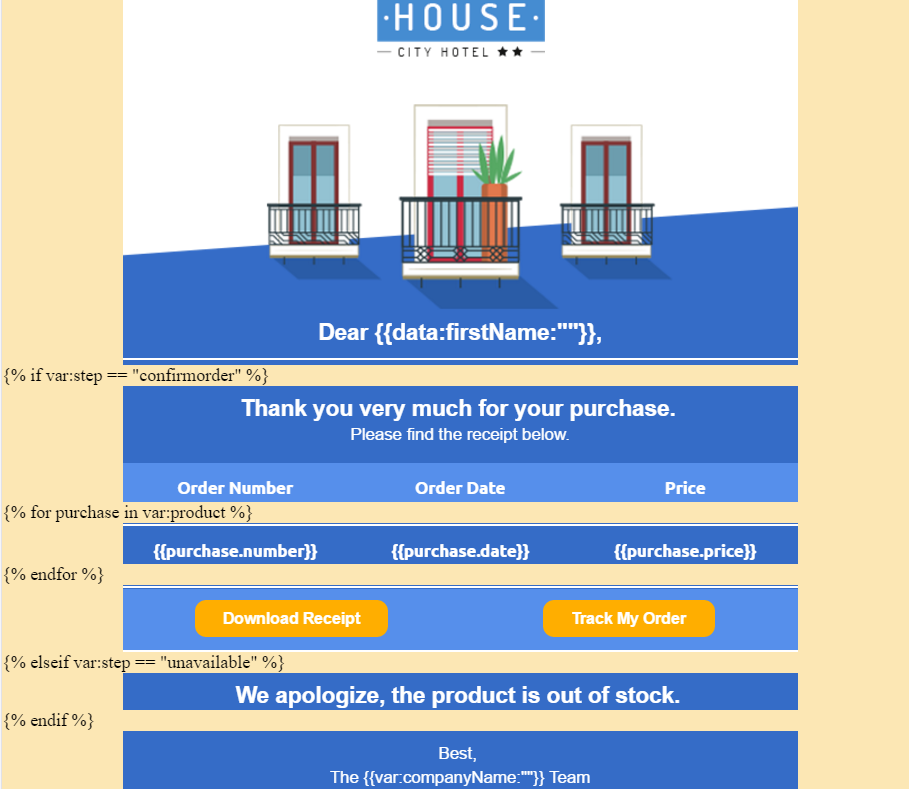 ·HOUSE·
CITY HOTEL ★★
Dear {{data:firstName:""}},
{% if var:step == "confirmorder" %}
Thank you very much for your purchase.
Please find the receipt below.
Order Number Order Date Price
{% for purchase in var:product %}
{{purchase.number}} {{purchase.date}} {{purchase.price}}
{% endfor %}
Download Receipt Track My Order
{% elseif var:step == "unavailable" %}
We apologize, the product is out of stock.
{% endif %}
Best,
The {{var:companyName:""}} Team